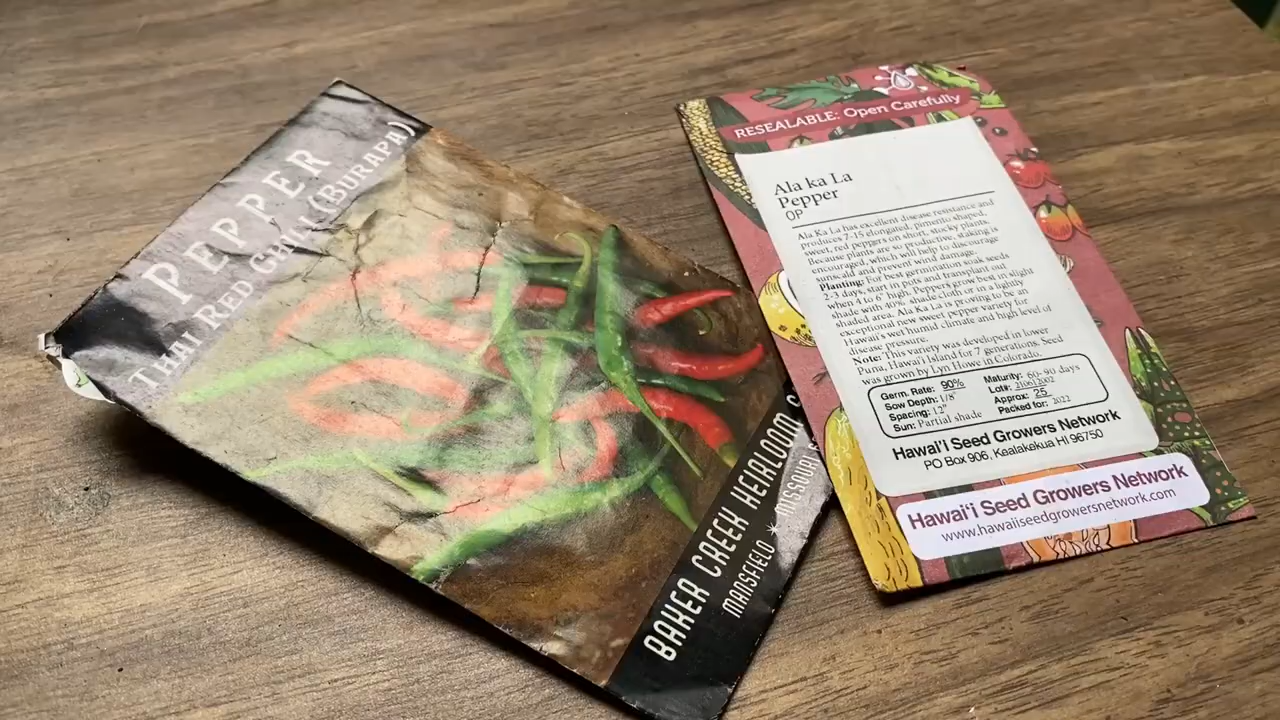 PEPPER
THAI RED CHILI (BURAPA)
BAKER CREEK HEIRLOOM
MANSFIELD * MISSOURI
RESEALABLE: Open Carefully
Ala ka La
Pepper
OP
Ala Ka La has excellent disease resistance and
produces 7-15 elongated, pimento shaped,
sweet, red peppers on short, stocky plants.
Because plants are so productive, staking is
encouraged, which will help to discourage
sunscald and prevent wind damage.
Planting: For best germination soak seeds
2-3 days, start in pots and transplant out
when 4 to 6" high. Peppers grow best in slight
shade with 40% shade cloth or in a lightly
shaded area. Ala Ka La is proving to be an
exceptional new sweet pepper variety for
Hawai'i's wet humid climate and high level of
disease pressure.
Note: This variety was developed in lower
Puna, Hawai'i Island for 7 generations. Seed
was grown by Lyn Howe in Colorado.
Germ. Rate: 90% Maturity: 60-90 days
Sow Depth: 1/8" Lot#: 210612002
Spacing: 12" Approx: 25
Sun: Partial shade Packed for: 2022
Hawai'i Seed Growers Network
PO Box 906, Kealakekua HI 96750
Hawai'i Seed Growers Network
www.hawaiiseedgrowersnetwork.com